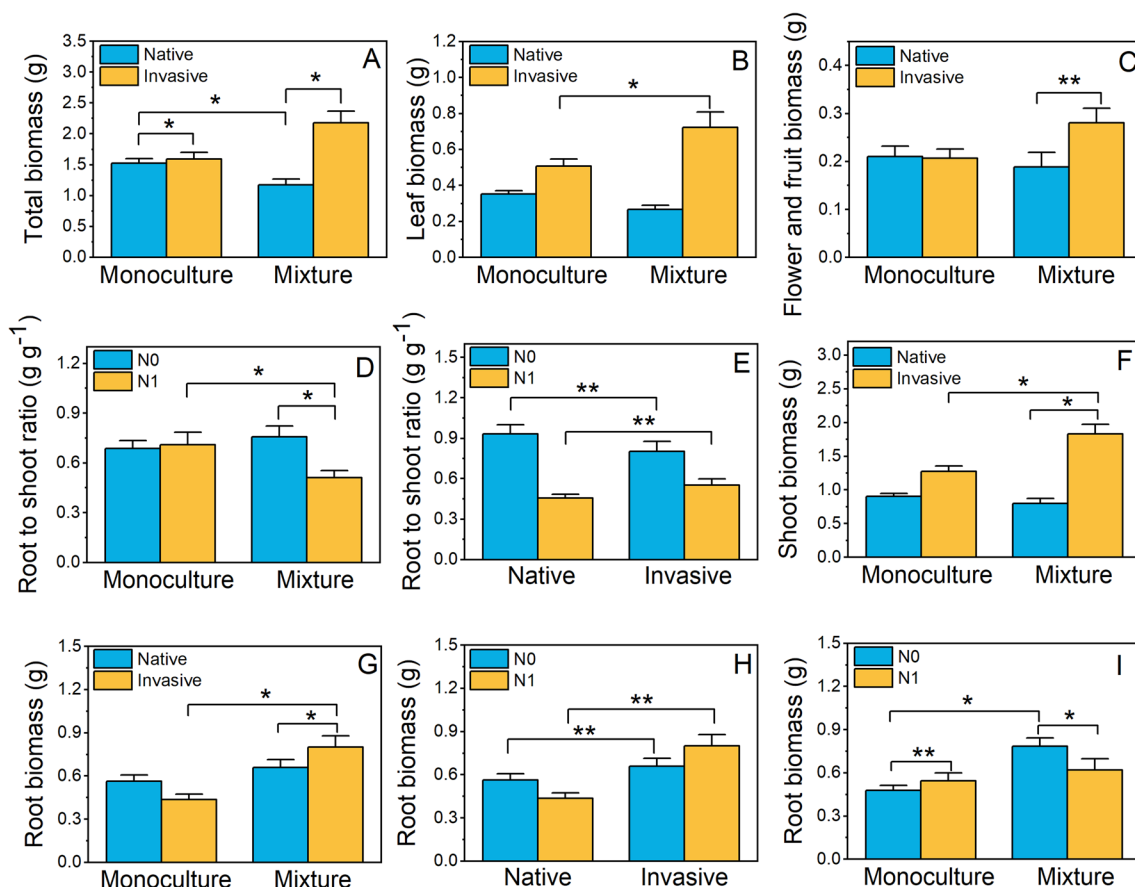 Total biomass (g)
3.5
3.0
2.5
2.0
1.5
1.0
0.5
0.0
Native
Invasive
A
*
*
*
Monoculture Mixture
Leaf biomass (g)
1.2
1.0
0.8
0.6
0.4
0.2
0.0
Native
Invasive
B
*
Monoculture Mixture
Flower and fruit biomass (g)
0.4
0.3
0.2
0.1
0.0
Native
Invasive
C
**
Monoculture Mixture
Root to shoot ratio (g g-1)
1.2
0.9
0.6
0.3
0.0
N0
N1
D
*
*
Monoculture Mixture
Root to shoot ratio (g g-1)
1.5
1.2
0.9
0.6
0.3
0.0
N0
N1
E
**
**
Native Invasive
Shoot biomass (g)
3.0
2.5
2.0
1.5
1.0
0.5
0.0
Native
Invasive
F
*
*
Monoculture Mixture
Root biomass (g)
1.5
1.2
0.9
0.6
0.3
0.0
Native
Invasive
G
*
*
Monoculture Mixture
Root biomass (g)
1.5
1.2
0.9
0.6
0.3
0.0
N0
N1
H
**
**
Native Invasive
Root biomass (g)
1.5
1.2
0.9
0.6
0.3
0.0
N0
N1
I
*
*
**
Monoculture Mixture